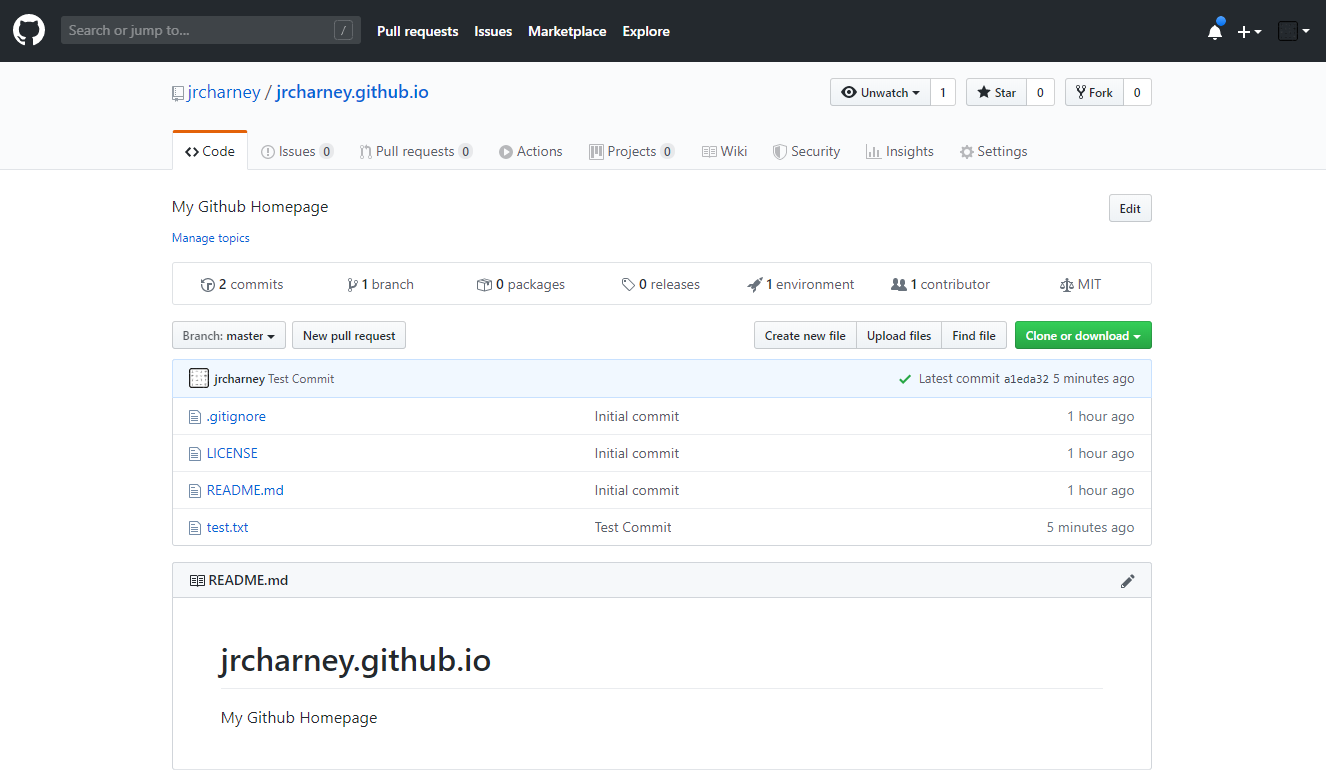 Search or jump to... /
Pull requests Issues Marketplace Explore
jrcharney / jrcharney.github.io
Unwatch 1 Star 0 Fork 0
Code Issues 0 Pull requests 0 Actions Projects 0 Wiki Security Insights Settings
My Github Homepage
Edit
Manage topics
2 commits 1 branch 0 packages 0 releases 1 environment 1 contributor MIT
Branch: master New pull request Create new file Upload files Find file Clone or download
jrcharney Test Commit Latest commit a1eda32 5 minutes ago
.gitignore Initial commit 1 hour ago
LICENSE Initial commit 1 hour ago
README.md Initial commit 1 hour ago
test.txt Test Commit 5 minutes ago
README.md
jrcharney.github.io
My Github Homepage